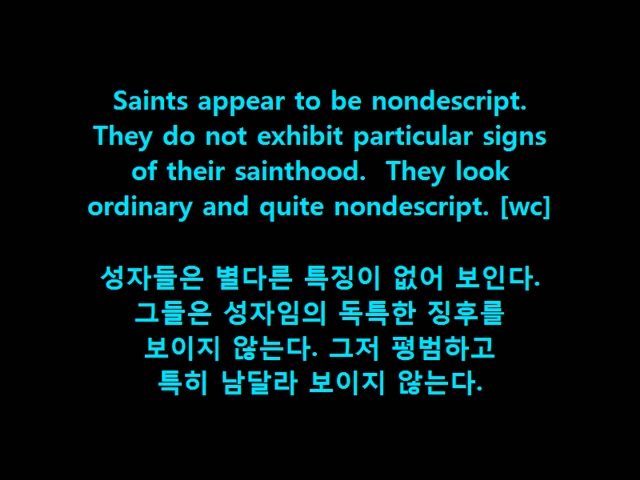 Saints appear to be nondescript.
They do not exhibit particular signs
of their sainthood.  They look
ordinary and quite nondescript. [wc]
성자들은 별다른 특징이 없어 보인다.
그들은 성자임의 독특한 징후를
보이지 않는다. 그저 평범하고
특히 남달라 보이지 않는다.